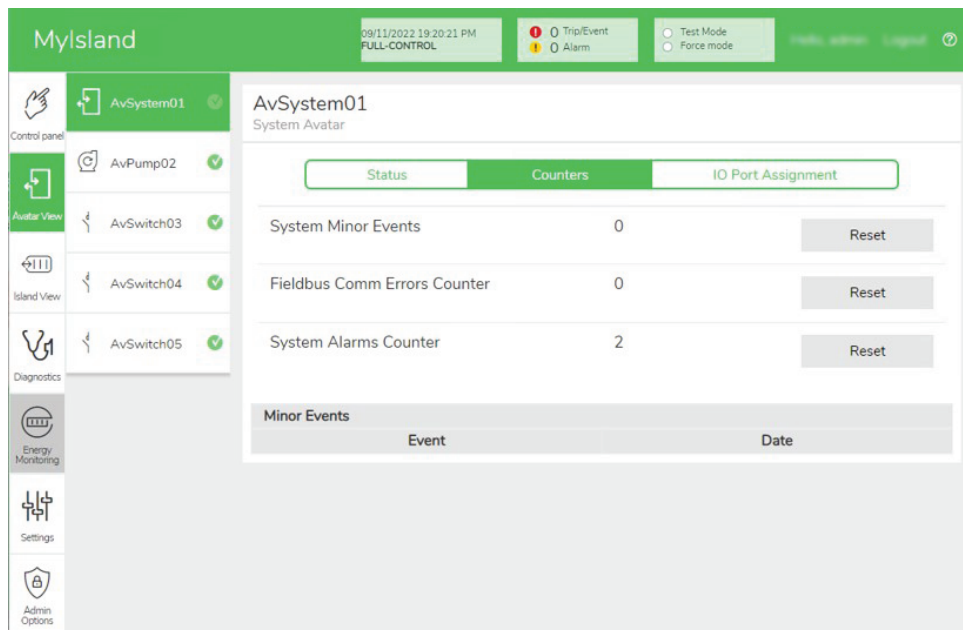 MyIsland
09/11/2022 19:20:21 PM
FULL-CONTROL
0 Trip/Event
0 Alarm
Test Mode
Force mode
Control panel
Avatar View
Island View
Diagnostics
Energy
Monitoring
Settings
Admin
Options
AvSystem01
AvPump02
AvSwitch03
AvSwitch04
AvSwitch05
AvSystem01
System Avatar
Status Counters IO Port Assignment
System Minor Events 0 Reset
Fieldbus Comm Errors Counter 0 Reset
System Alarms Counter 2 Reset
Minor Events
Event Date